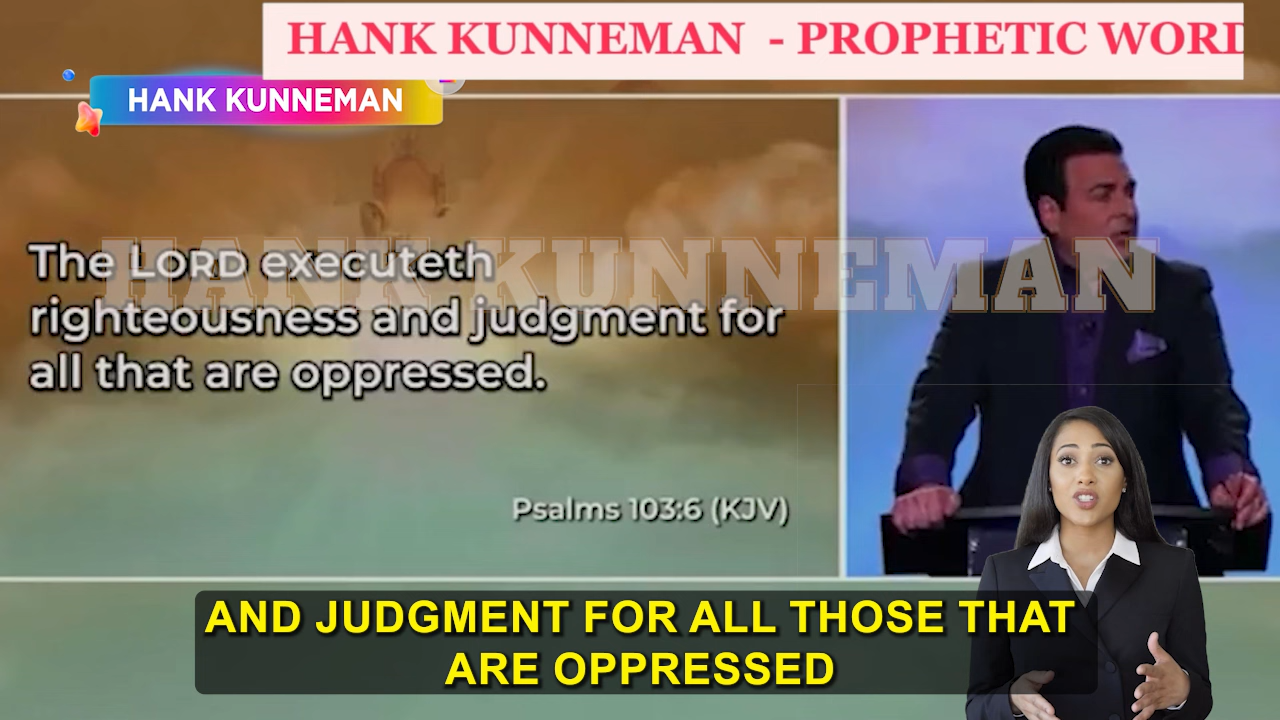 HANK KUNNEMAN - PROPHETIC WORD
HANK KUNNEMAN
HANK KUNNEMAN
The LORD executeth
righteousness and judgment for
all that are oppressed.
Psalms 103:6 (KJV)
AND JUDGMENT FOR ALL THOSE THAT
ARE OPPRESSED